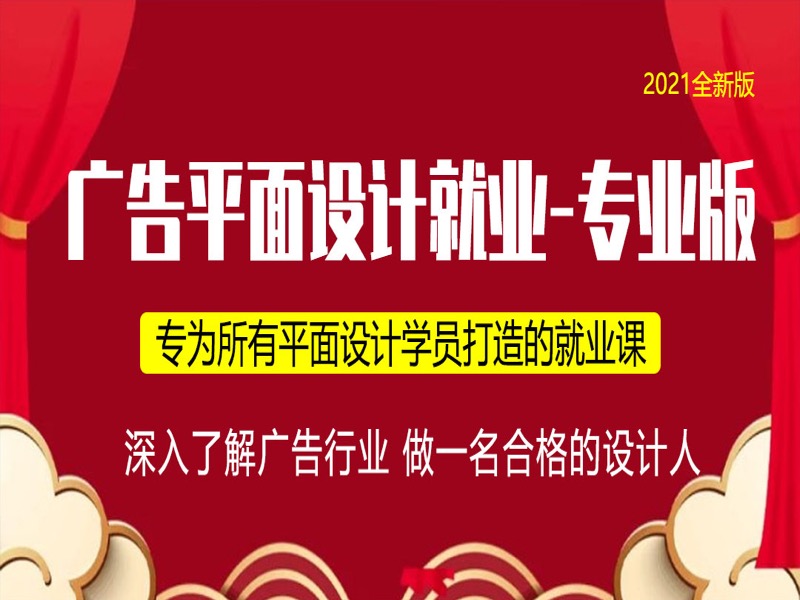 2021全新版
广告平面设计就业-专业版
专为所有平面设计学员打造的就业课
深入了解广告行业 做一名合格的设计人